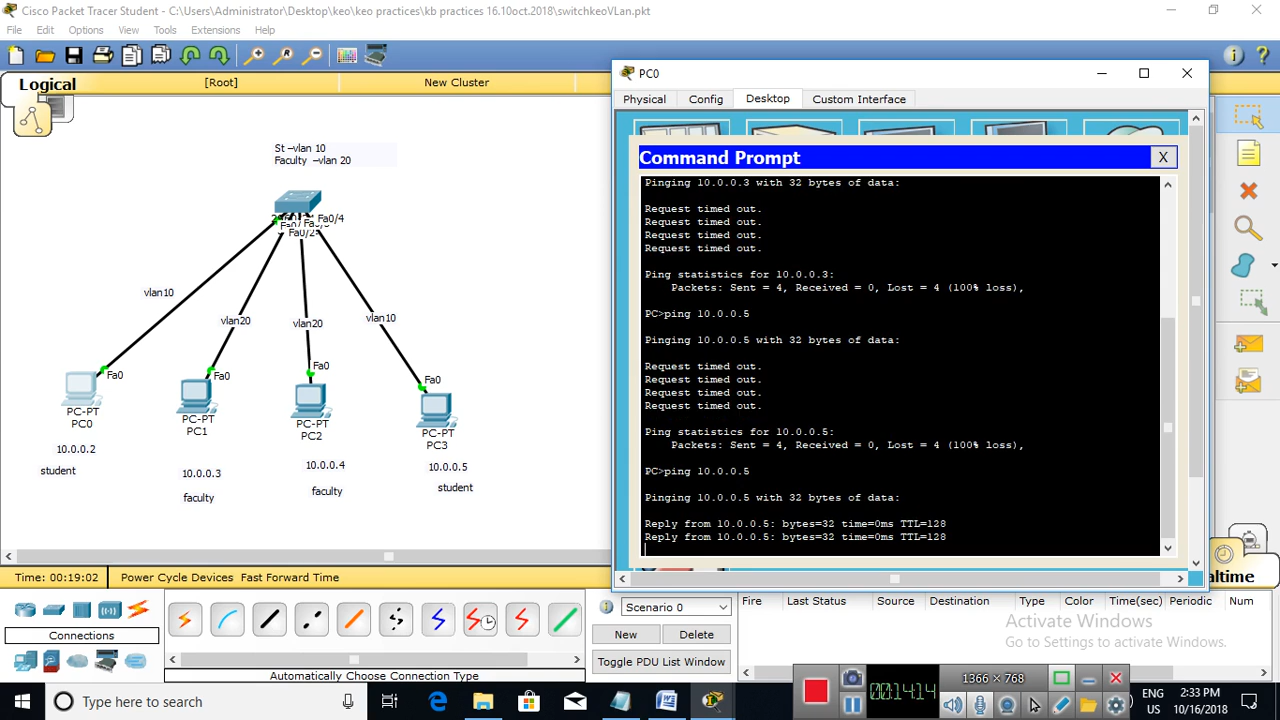 Cisco Packet Tracer Student - C:\Users\Administrator\Desktop\keo\keo practices\kb practices 16.10oct.2018\switchkeoVLan.pkt
File Edit Options View Tools Extensions Help
Logical
[Root]
New Cluster
St –vlan 10
Faculty –vlan 20
Fa0/4
Fa0/2
vlan10
vlan20
vlan20
vlan10
Fa0
Fa0
Fa0
Fa0
PC-PT
PC0
PC-PT
PC1
PC-PT
PC2
PC-PT
PC3
10.0.0.2
student
10.0.0.3
faculty
10.0.0.4
faculty
10.0.0.5
student
PC0
Physical Config Desktop Custom Interface
Command Prompt X
Pinging 10.0.0.3 with 32 bytes of data:
Request timed out.
Request timed out.
Request timed out.
Request timed out.
Ping statistics for 10.0.0.3:
Packets: Sent = 4, Received = 0, Lost = 4 (100% loss),
PC>ping 10.0.0.5
Pinging 10.0.0.5 with 32 bytes of data:
Request timed out.
Request timed out.
Request timed out.
Request timed out.
Ping statistics for 10.0.0.5:
Packets: Sent = 4, Received = 0, Lost = 4 (100% loss),
PC>ping 10.0.0.5
Pinging 10.0.0.5 with 32 bytes of data:
Reply from 10.0.0.5: bytes=32 time=0ms TTL=128
Reply from 10.0.0.5: bytes=32 time=0ms TTL=128
Time: 00:19:02 Power Cycle Devices Fast Forward Time
Realtime
Connections
Automatically Choose Connection Type
Scenario 0
New Delete
Toggle PDU List Window
Fire Last Status Source Destination Type Color Time(sec) Periodic Num
Activate Windows
Go to Settings to activate Windows.
Type here to search
00:14:14
1366 × 768
ENG
US
2:33 PM
10/16/2018